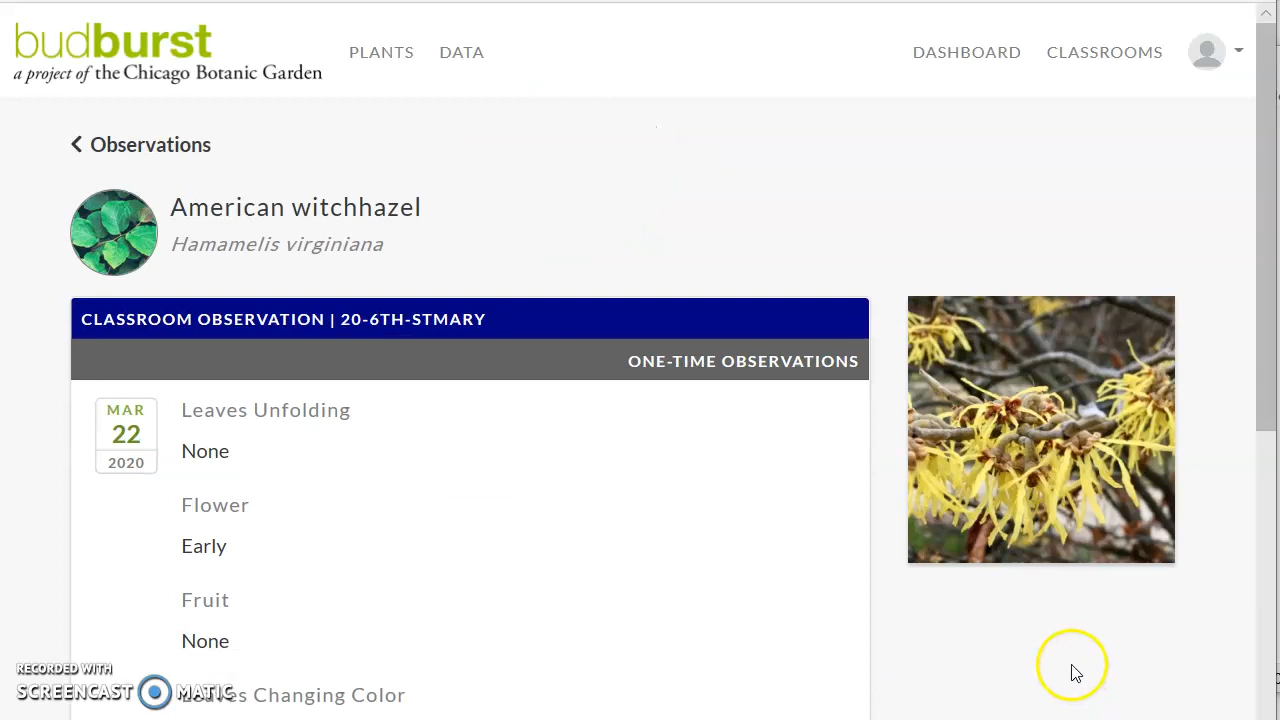 budburst
a project of the Chicago Botanic Garden
PLANTS
DATA
DASHBOARD
CLASSROOMS
Observations
American witchhazel
Hamamelis virginiana
CLASSROOM OBSERVATION | 20-6TH-STMARY
ONE-TIME OBSERVATIONS
MAR
22
2020
Leaves Unfolding
None
Flower
Early
Fruit
None
Leaves Changing Color
RECORDED WITH
SCREENCAST MATIC